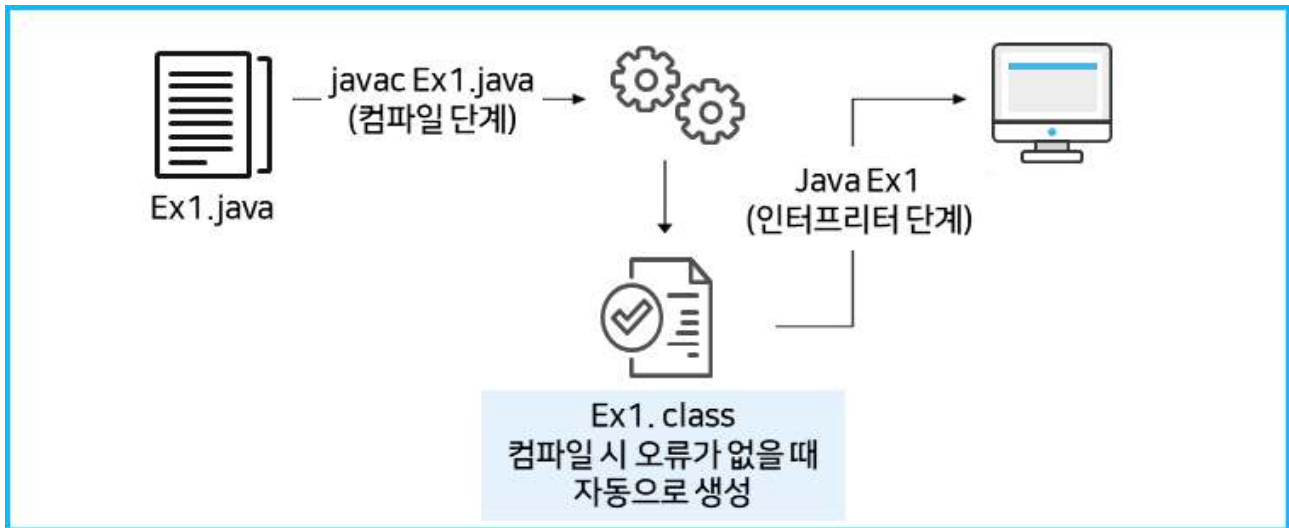 javac Ex1.java
(컴파일 단계)
Ex1.java
Java Ex1
(인터프리터 단계)
Ex1. class
컴파일 시 오류가 없을 때
자동으로 생성